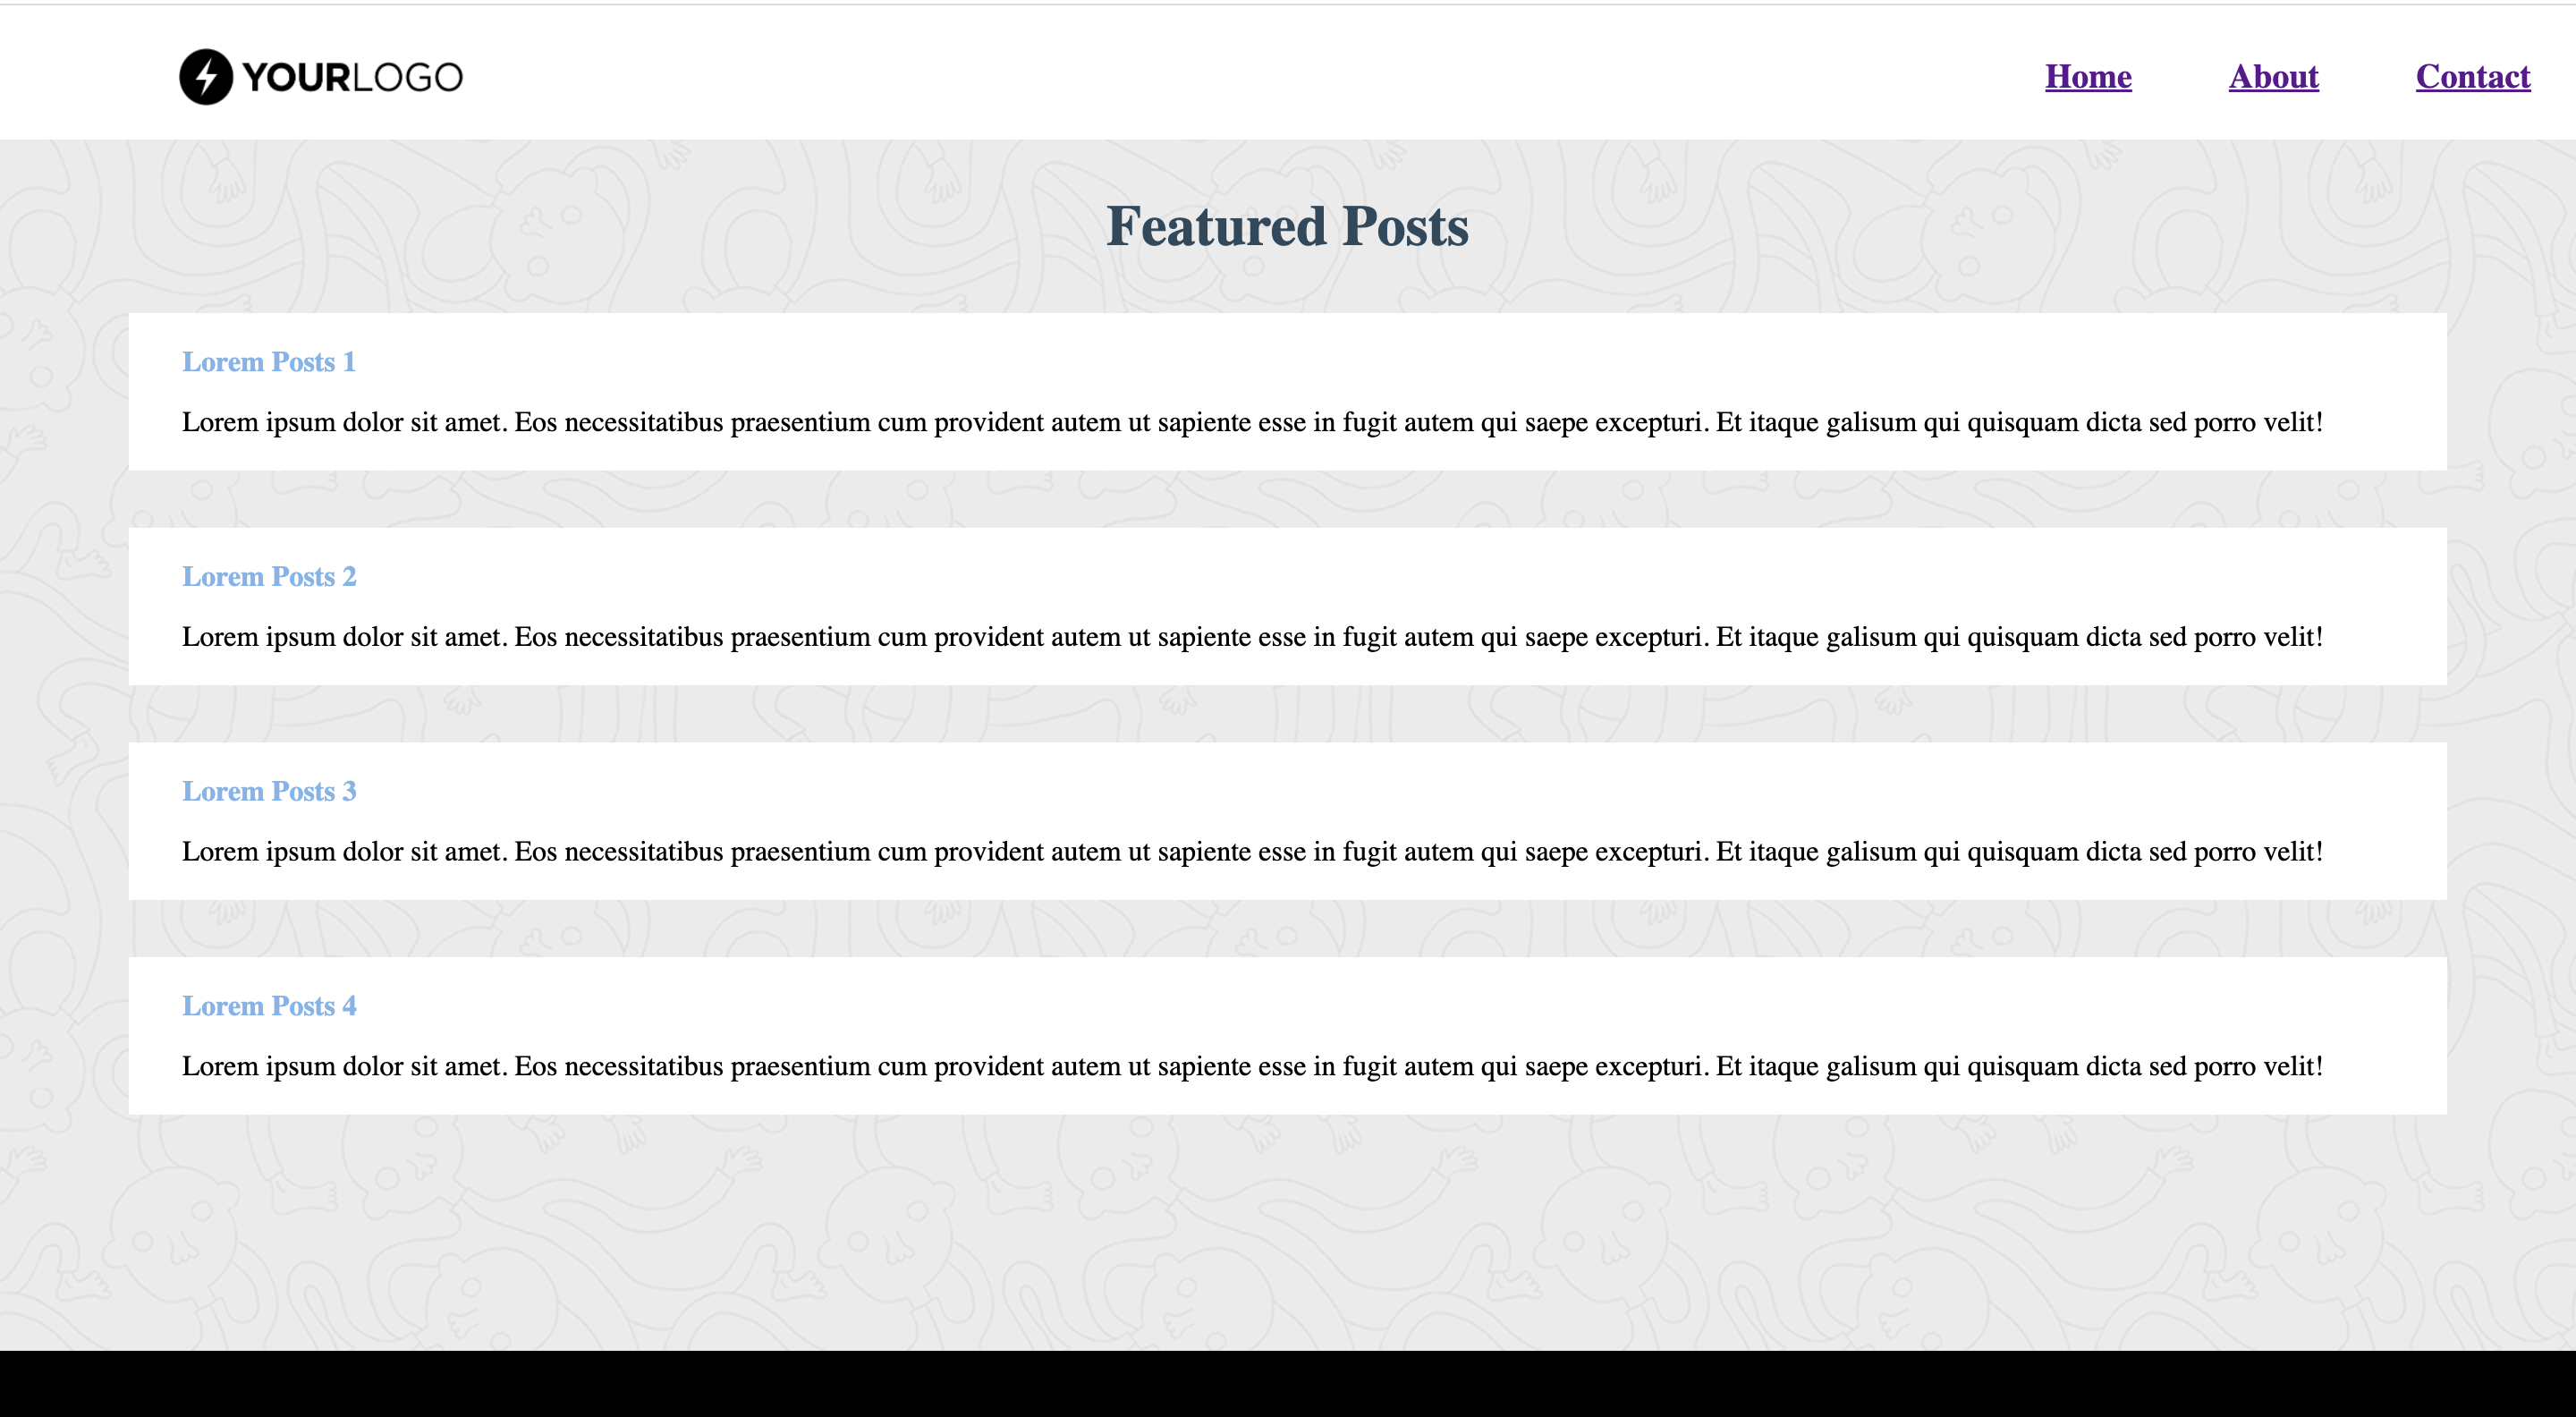 YOURLOGO
Home About Contact
Featured Posts
Lorem Posts 1
Lorem ipsum dolor sit amet. Eos necessitatibus praesentium cum provident autem ut sapiente esse in fugit autem qui saepe excepturi. Et itaque galisum qui quisquam dicta sed porro velit!
Lorem Posts 2
Lorem ipsum dolor sit amet. Eos necessitatibus praesentium cum provident autem ut sapiente esse in fugit autem qui saepe excepturi. Et itaque galisum qui quisquam dicta sed porro velit!
Lorem Posts 3
Lorem ipsum dolor sit amet. Eos necessitatibus praesentium cum provident autem ut sapiente esse in fugit autem qui saepe excepturi. Et itaque galisum qui quisquam dicta sed porro velit!
Lorem Posts 4
Lorem ipsum dolor sit amet. Eos necessitatibus praesentium cum provident autem ut sapiente esse in fugit autem qui saepe excepturi. Et itaque galisum qui quisquam dicta sed porro velit!